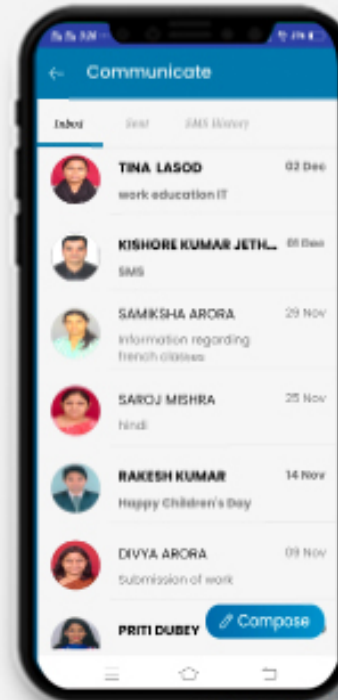 Communicate
Inbox Sent SMS History
TINA LASOD 02 Dec
work education IT
KISHORE KUMAR JETH... 01 Dec
SMS
SAMIKSHA ARORA 29 Nov
Information regarding
french classes
SAROJ MISHRA 25 Nov
hindi
RAKESH KUMAR 14 Nov
Happy Children's Day
DIVYA ARORA 09 Nov
Submission of work
PRITI DUBEY
Compose